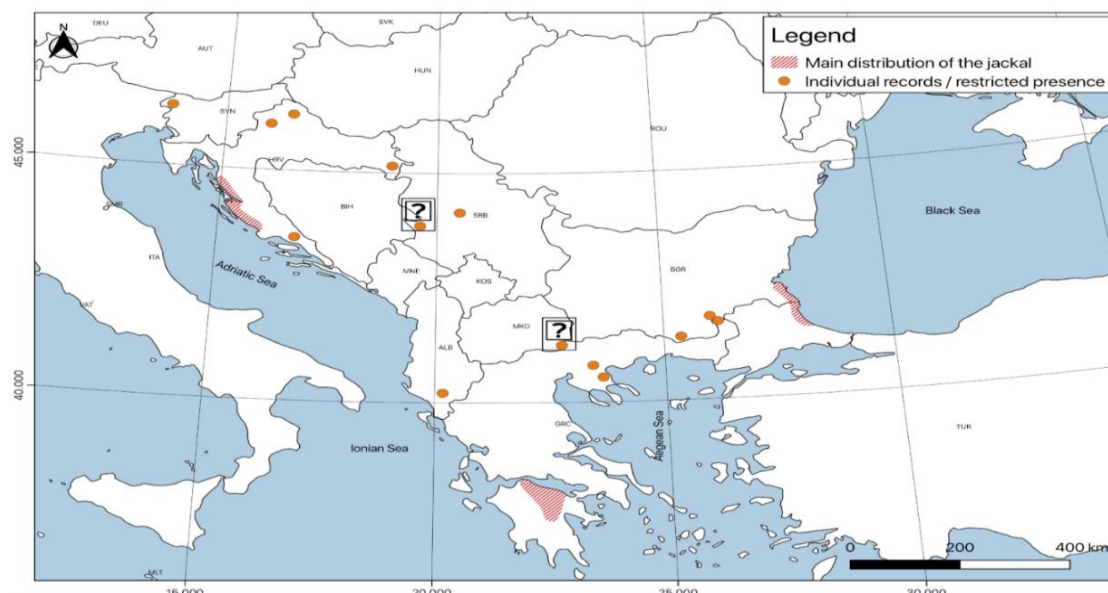 N
DEU
SVK
AUT
HUN
Legend
Main distribution of the jackal
Individual records / restricted presence
SVN
ROU
45.000
HRV
SMR
BIH
?
SRB
Black Sea
ITA
Adriatic Sea
MNE
KOS
BGR
VAT
MKD
?
ALB
40.000
Ionian Sea
GRC
Aegean Sea
TUR
0 200 400 km
MLT
15.000 20.000 25.000 30.000